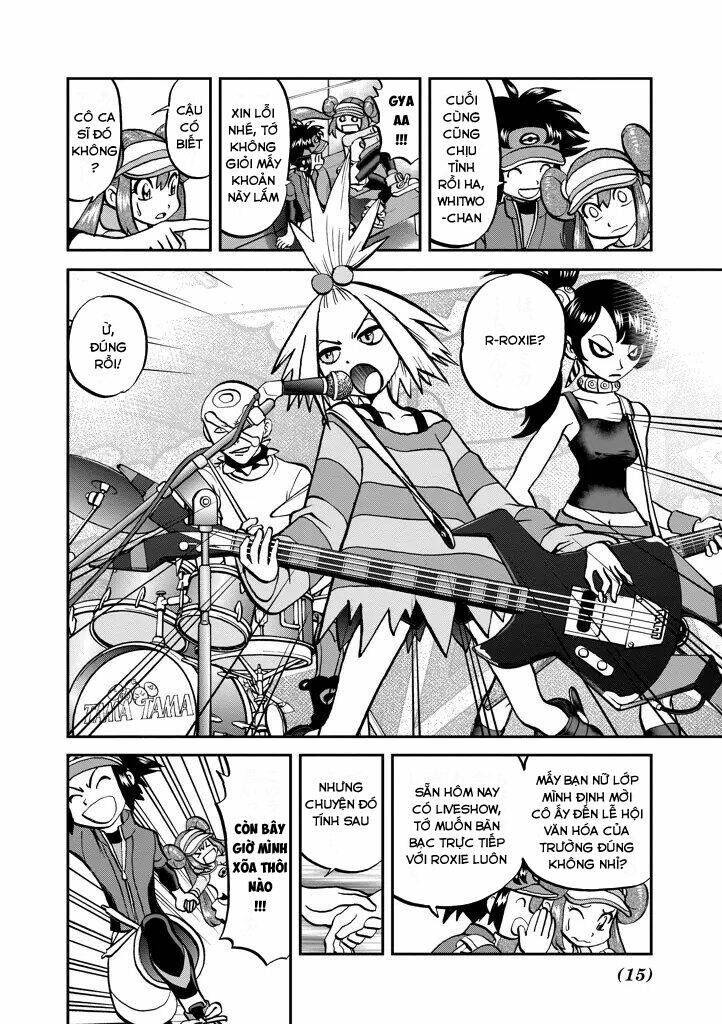 CUỐI
CÙNG
CŨNG
CHỊU
TỈNH
RỒI HA,
WHITWO
-CHAN
GYA
AA
!!!
XIN LỖI
NHÉ, TỚ
KHÔNG
GIỎI MẤY
KHOẢN
NÀY LẮM
CẬU
CÓ
BIẾT
CÔ CA
SĨ ĐÓ
KHÔNG
?
R-ROXIE?
Ừ,
ĐÚNG
RỒI!
TAMA TAMA
MẤY BẠN NỮ LỚP
MÌNH ĐỊNH MỜI
CÔ ẤY ĐẾN LỄ HỘI
VĂN HÓA CỦA
TRƯỜNG ĐÚNG
KHÔNG NHỈ?
SẴN HÔM NAY
CÓ LIVESHOW,
TỚ MUỐN BÀN
BẠC TRỰC TIẾP
VỚI ROXIE LUÔN
NHƯNG
CHUYỆN ĐÓ
TÍNH SAU
CÒN BÂY
GIỜ MÌNH
XÕA THÔI
NÀO
!!!
(15)